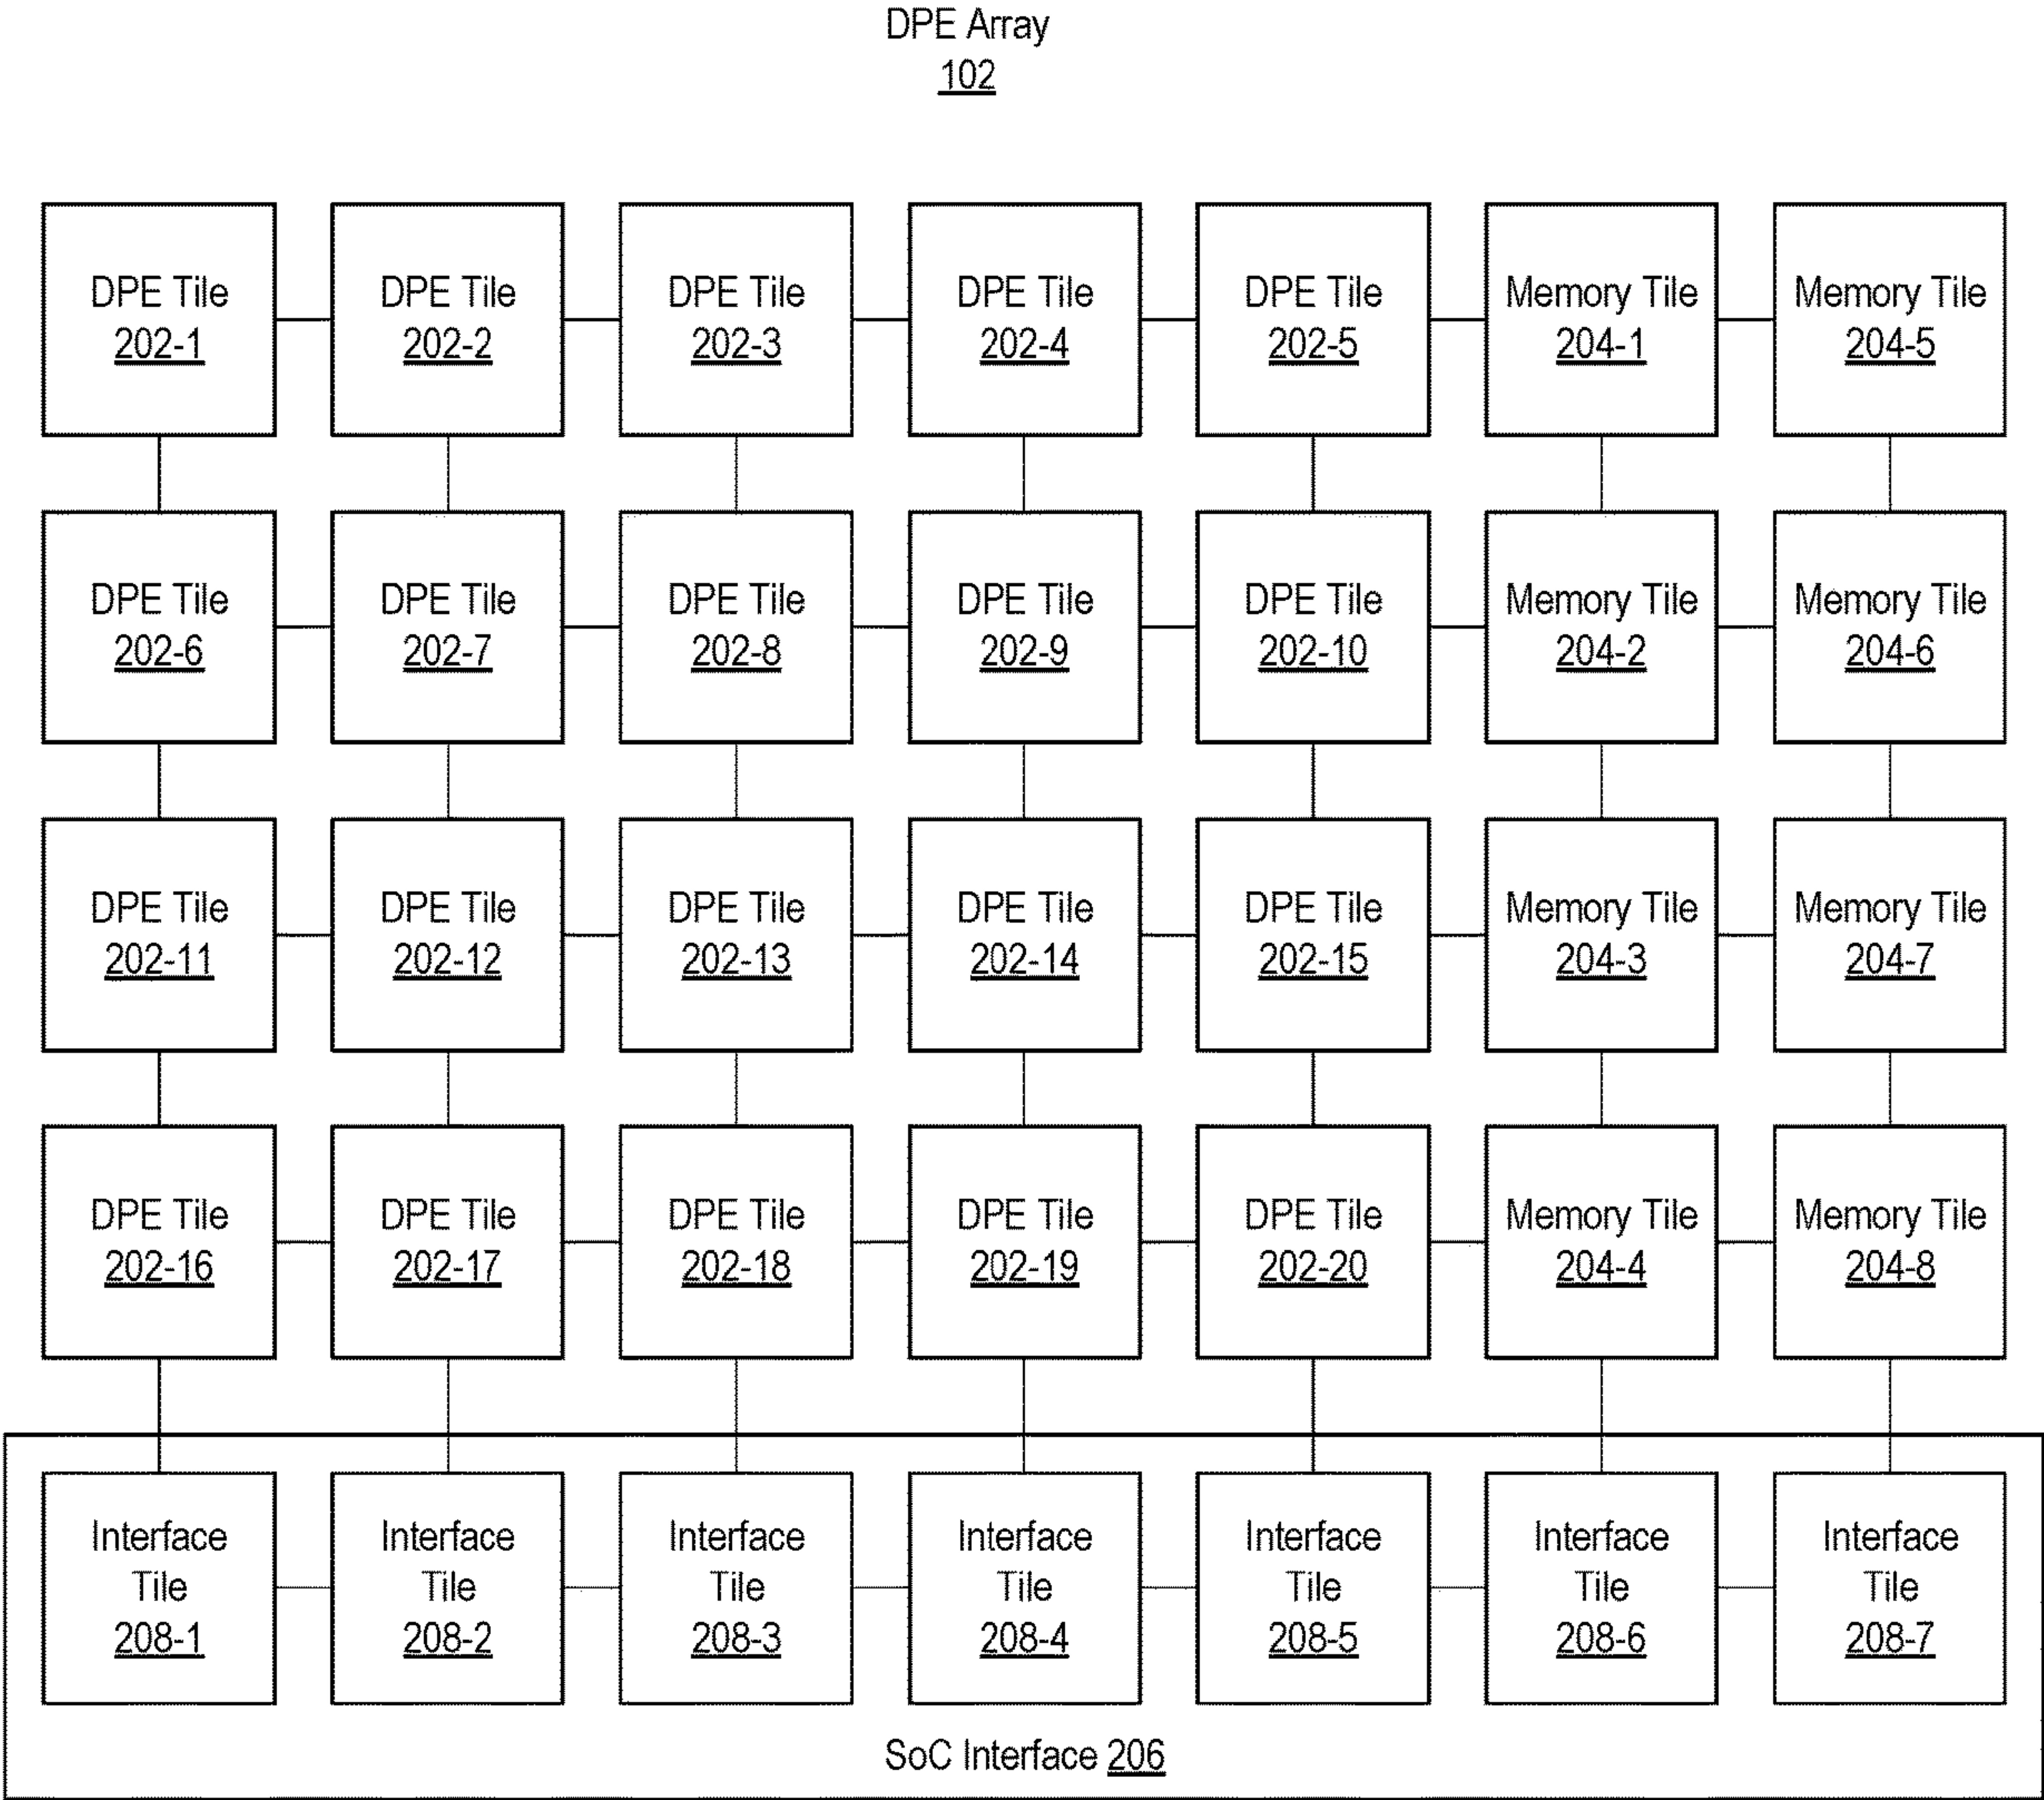 DPE Array
102
DPE Tile
202-1
DPE Tile
202-2
DPE Tile
202-3
DPE Tile
202-4
DPE Tile
202-5
Memory Tile
204-1
Memory Tile
204-5
DPE Tile
202-6
DPE Tile
202-7
DPE Tile
202-8
DPE Tile
202-9
DPE Tile
202-10
Memory Tile
204-2
Memory Tile
204-6
DPE Tile
202-11
DPE Tile
202-12
DPE Tile
202-13
DPE Tile
202-14
DPE Tile
202-15
Memory Tile
204-3
Memory Tile
204-7
DPE Tile
202-16
DPE Tile
202-17
DPE Tile
202-18
DPE Tile
202-19
DPE Tile
202-20
Memory Tile
204-4
Memory Tile
204-8
Interface
Tile
208-1
Interface
Tile
208-2
Interface
Tile
208-3
Interface
Tile
208-4
Interface
Tile
208-5
Interface
Tile
208-6
Interface
Tile
208-7
SoC Interface 206